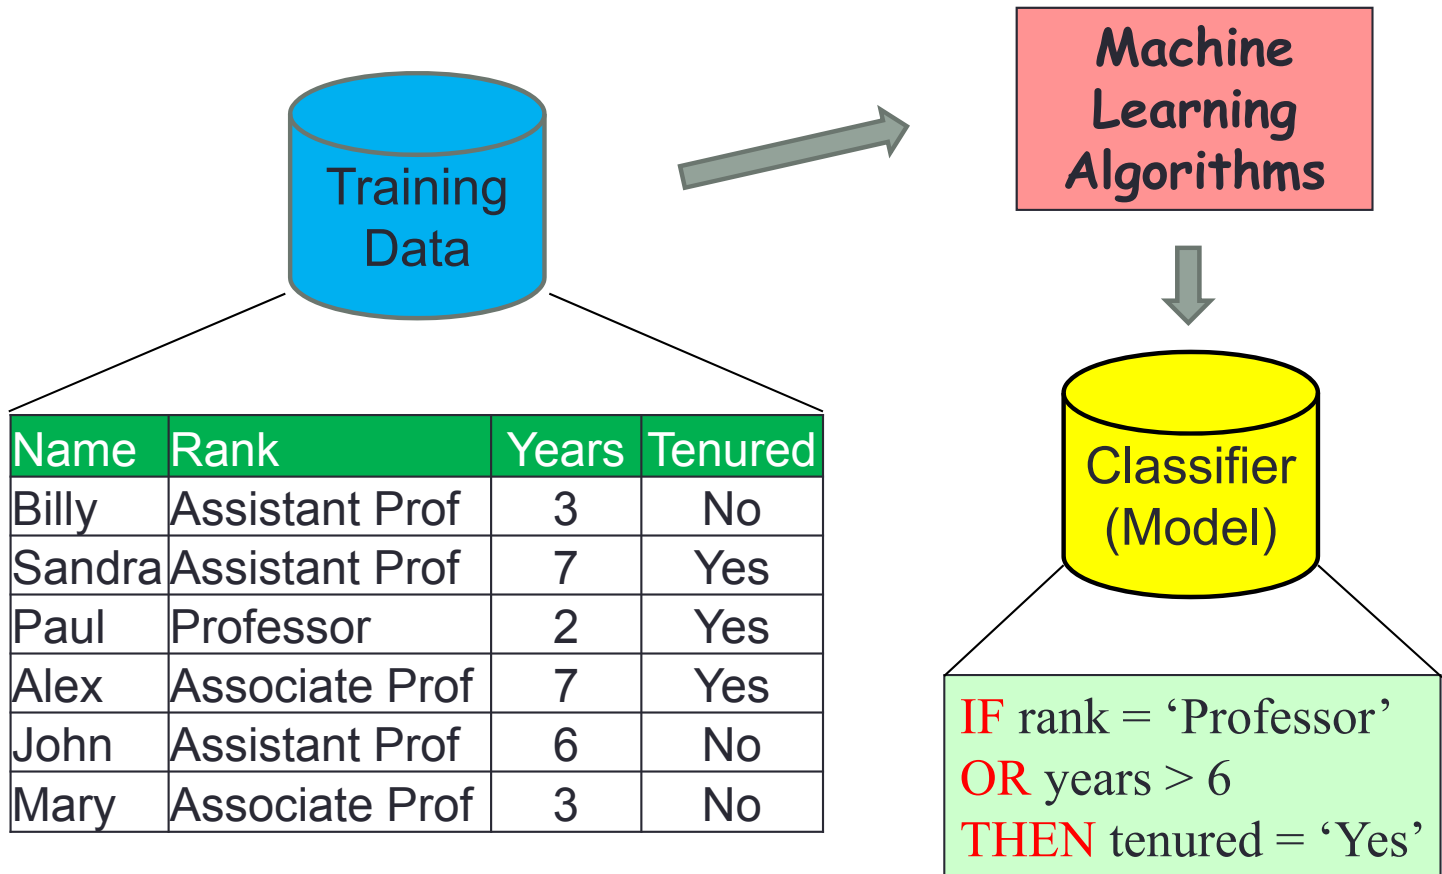 Machine
Learning
Algorithms
Training
Data
Name Rank Years Tenured
Billy Assistant Prof 3 No
Sandra Assistant Prof 7 Yes
Paul Professor 2 Yes
Alex Associate Prof 7 Yes
John Assistant Prof 6 No
Mary Associate Prof 3 No
Classifier
(Model)
IF rank = ‘Professor’
OR years > 6
THEN tenured = ‘Yes’